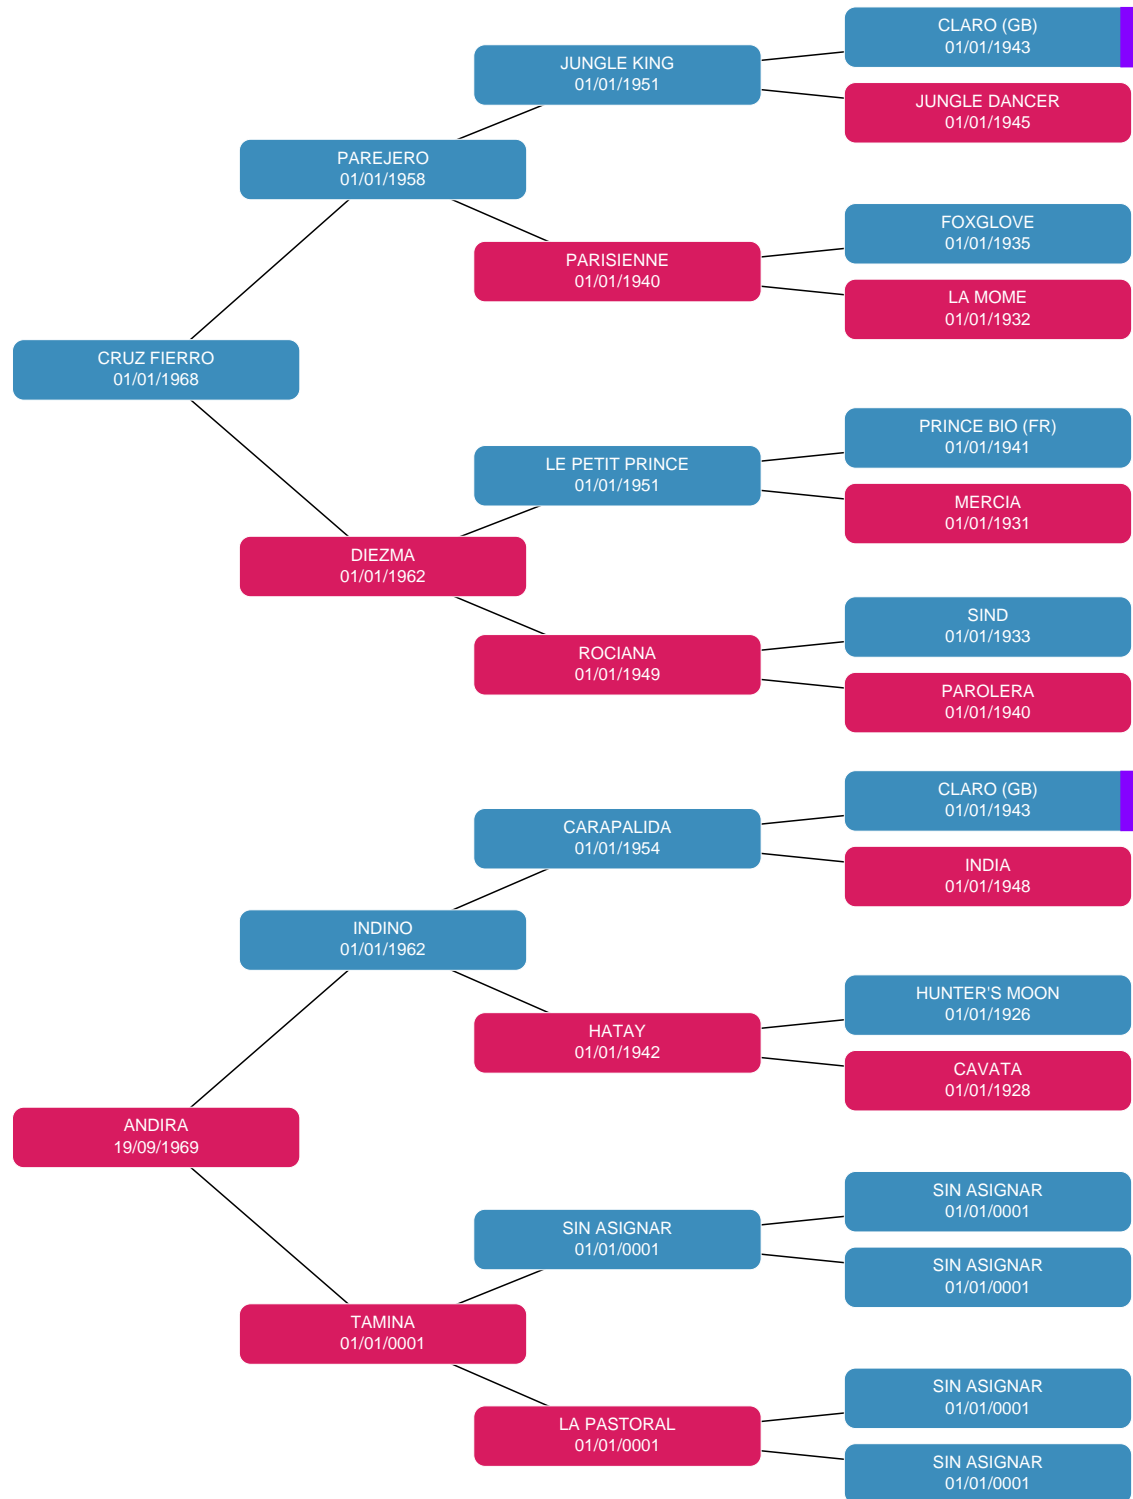 CLARO (GB)
01/01/1943
JUNGLE KING
01/01/1951
JUNGLE DANCER
01/01/1945
PAREJERO
01/01/1958
FOXGLOVE
01/01/1935
PARISIENNE
01/01/1940
LA MOME
01/01/1932
CRUZ FIERRO
01/01/1968
PRINCE BIO (FR)
01/01/1941
LE PETIT PRINCE
01/01/1951
MERCIA
01/01/1931
DIEZMA
01/01/1962
SIND
01/01/1933
ROCIANA
01/01/1949
PAROLERA
01/01/1940
CLARO (GB)
01/01/1943
CARAPALIDA
01/01/1954
INDIA
01/01/1948
INDINO
01/01/1962
HUNTER'S MOON
01/01/1926
HATAY
01/01/1942
CAVATA
01/01/1928
ANDIRA
19/09/1969
SIN ASIGNAR
01/01/0001
SIN ASIGNAR
01/01/0001
SIN ASIGNAR
01/01/0001
TAMINA
01/01/0001
SIN ASIGNAR
01/01/0001
LA PASTORAL
01/01/0001
SIN ASIGNAR
01/01/0001